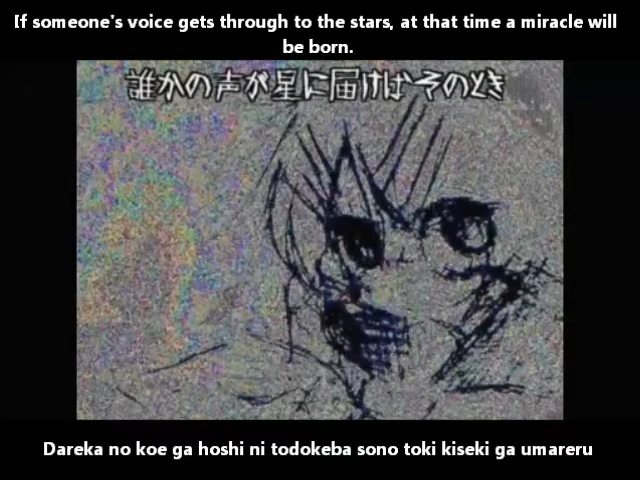 If someone's voice gets through to the stars, at that time a miracle will
be born.
誰かの声が星に届けばそのとき
Dareka no koe ga hoshi ni todokeba sono toki kiseki ga umareru